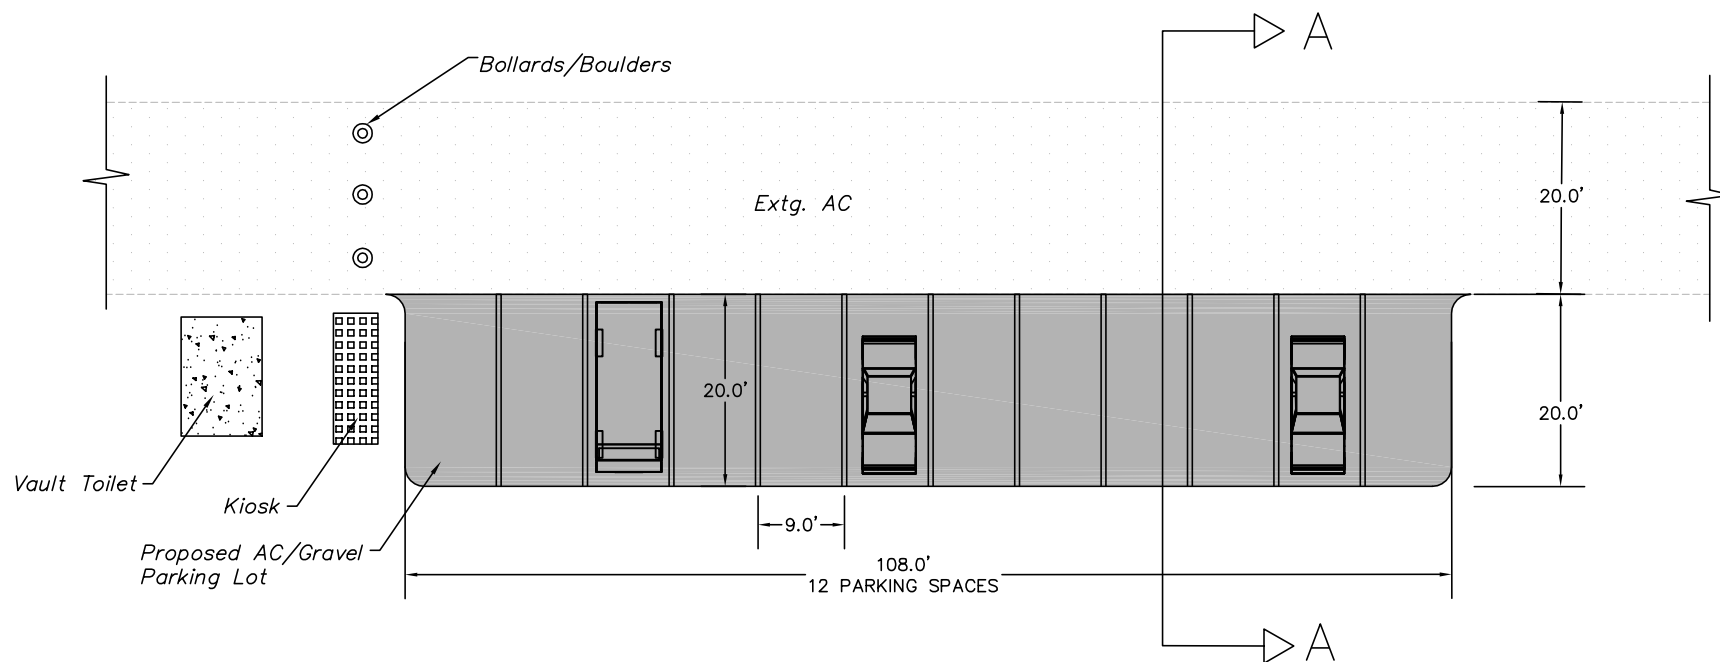 A
Bollards/Boulders
Extg. AC
20.0'
20.0'
20.0'
Vault Toilet
Kiosk
9.0'
Proposed AC/Gravel
Parking Lot
108.0'
12 PARKING SPACES
A